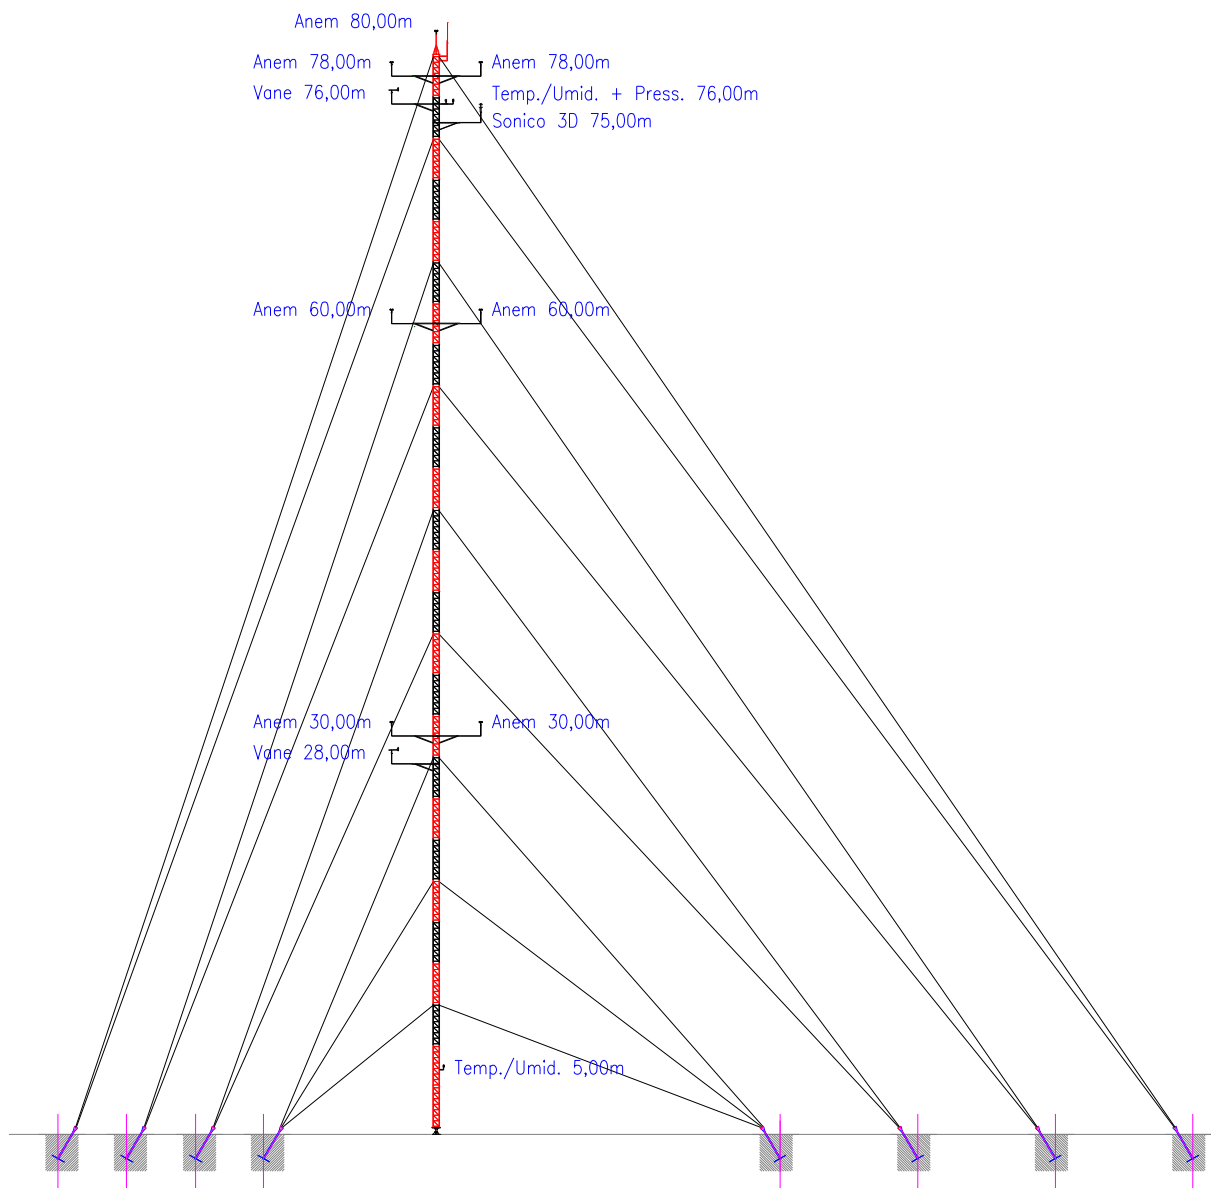 Anem 80,00m
Anem 78,00m
Anem 78,00m
Vane 76,00m
Temp./Umid. + Press. 76,00m
Sonico 3D 75,00m
Anem 60,00m
Anem 60,00m
Anem 30,00m
Anem 30,00m
Vane 28,00m
Temp./Umid. 5,00m